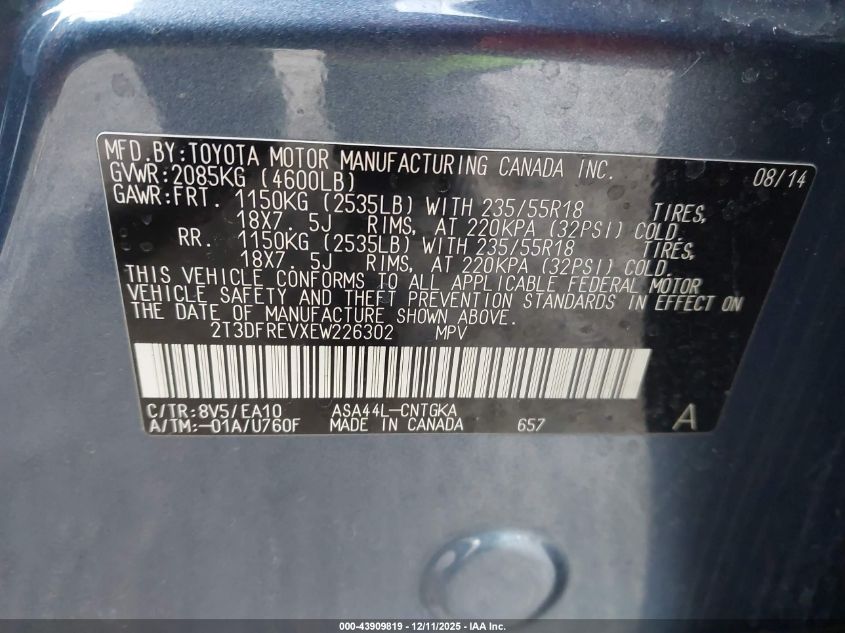 MFD.BY:TOYOTA MOTOR MANUFACTURING CANADA INC. 08/14
GVWR:2085KG (4600LB)
GAWR:FRT. 1150KG (2535LB) WITH 235/55R18 TIRES,
18X7. 5J RIMS, AT 220KPA (32PSI) COLD.
RR. 1150KG (2535LB) WITH 235/55R18 TIRES,
18X7. 5J RIMS, AT 220KPA (32PSI) COLD.
THIS VEHICLE CONFORMS TO ALL APPLICABLE FEDERAL MOTOR
VEHICLE SAFETY AND THEFT PREVENTION STANDARDS IN EFFECT ON
THE DATE OF MANUFACTURE SHOWN ABOVE.
2T3DFREVXEW226302 MPV
C/TR:8V5/EA10 ASA44L-CNTGKA
A/TM:-01A/U760F MADE IN CANADA 657 A
000-43909819 - 12/11/2025 - IAA Inc.